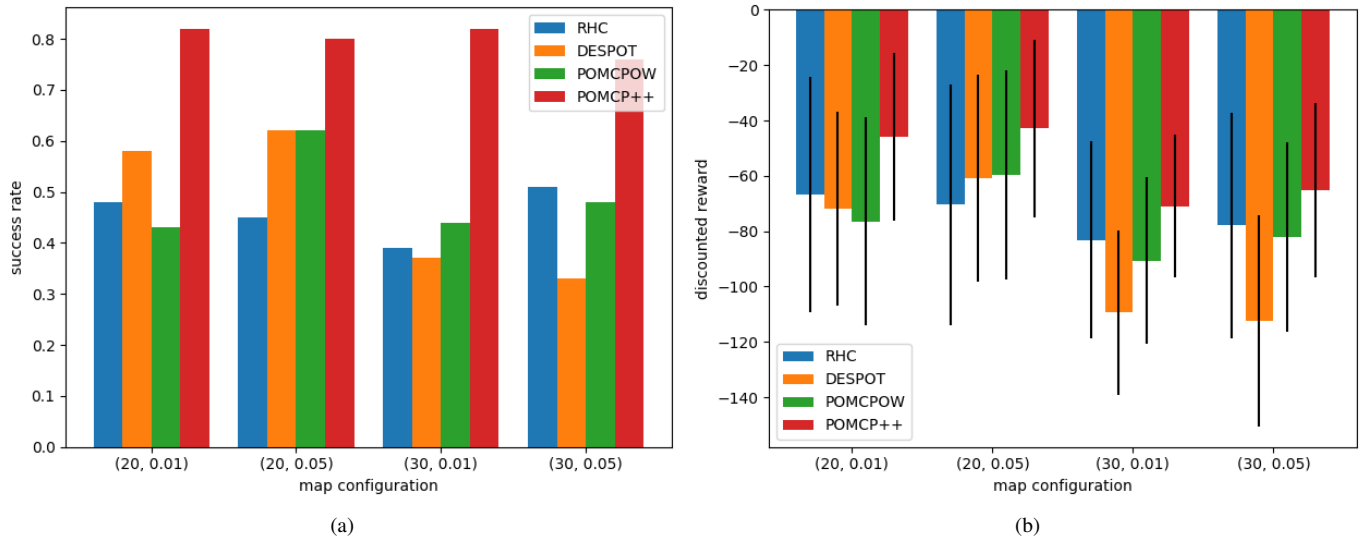 0.8
0.7
0.6
0.5
0.4
0.3
0.2
0.1
0.0
success rate
RHC
DESPOT
POMCPOW
POMCP++
(20, 0.01) (20, 0.05) (30, 0.01) (30, 0.05)
map configuration
(a)
0
−20
−40
−60
−80
−100
−120
−140
discounted reward
RHC
DESPOT
POMCPOW
POMCP++
(20, 0.01) (20, 0.05) (30, 0.01) (30, 0.05)
map configuration
(b)